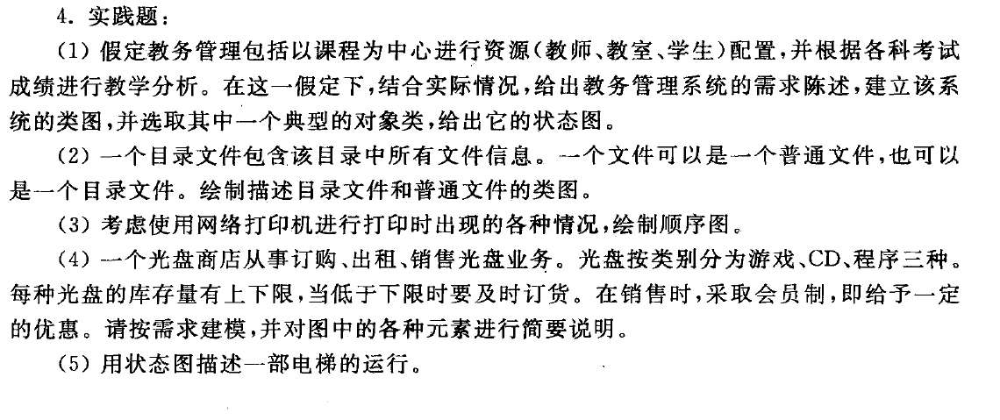 4. 实践题：
(1) 假定教务管理包括以课程为中心进行资源(教师、教室、学生)配置,并根据各科考试
成绩进行教学分析。在这一假定下,结合实际情况,给出教务管理系统的需求陈述,建立该系
统的类图,并选取其中一个典型的对象类,给出它的状态图。
(2) 一个目录文件包含该目录中所有文件信息。一个文件可以是一个普通文件,也可以
是一个目录文件。绘制描述目录文件和普通文件的类图。
(3) 考虑使用网络打印机进行打印时出现的各种情况,绘制顺序图。
(4) 一个光盘商店从事订购、出租、销售光盘业务。光盘按类别分为游戏、CD、程序三种。
每种光盘的库存量有上下限,当低于下限时要及时订货。在销售时,采取会员制,即给予一定
的优惠。请按需求建模,并对图中的各种元素进行简要说明。
(5) 用状态图描述一部电梯的运行。